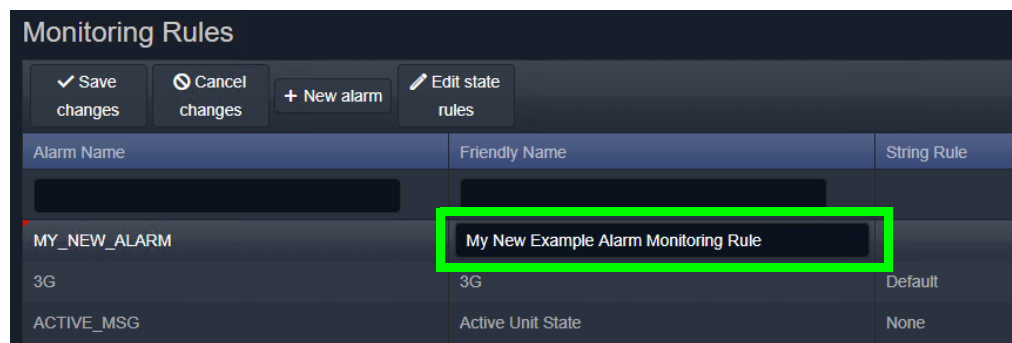 Monitoring Rules
Save changes
Cancel changes
+ New alarm
Edit state rules
Alarm Name Friendly Name String Rule
MY_NEW_ALARM My New Example Alarm Monitoring Rule
3G 3G Default
ACTIVE_MSG Active Unit State None